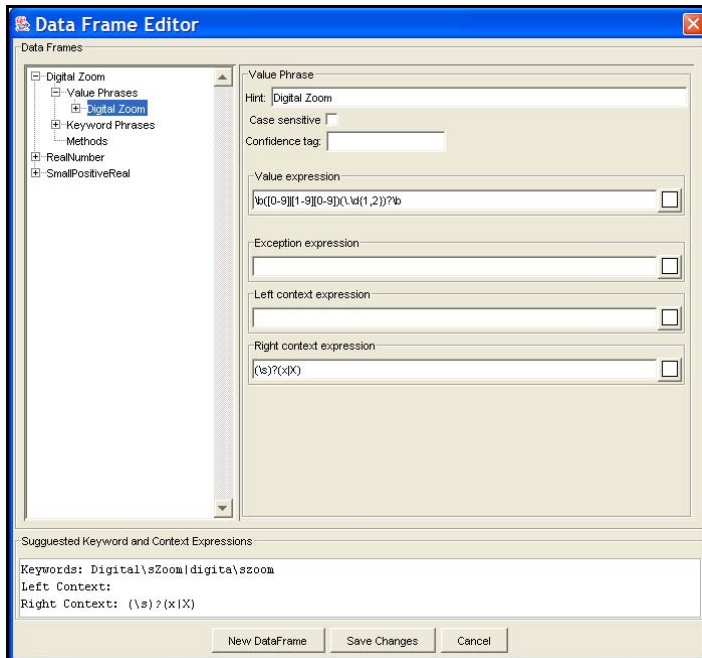 Data Frame Editor
Data Frames
Digital Zoom
Value Phrases
Digital Zoom
Keyword Phrases
Methods
RealNumber
SmallPositiveReal
Value Phrase
Hint: Digital Zoom
Case sensitive
Confidence tag:
Value expression
\b([0-9]|[1-9][0-9])(\.\d{1,2})?\b
Exception expression
Left context expression
Right context expression
(\s)?(x|X)
Sugguested Keyword and Context Expressions
Keywords: Digital\sZoom|digita\szoom
Left Context:
Right Context: (\s)?(x|X)
New DataFrame Save Changes Cancel